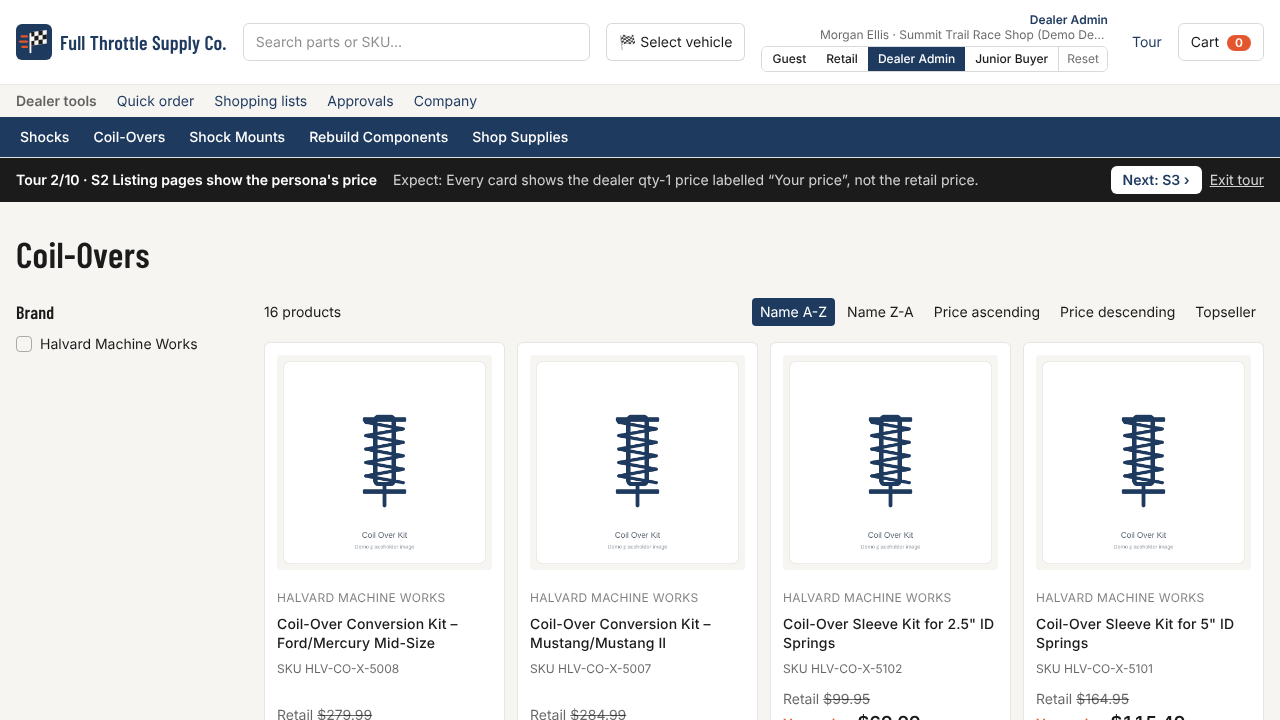 Full Throttle Supply Co.
Search parts or SKU...
Select vehicle
Dealer Admin
Morgan Ellis · Summit Trail Race Shop (Demo De...
Guest Retail Dealer Admin Junior Buyer Reset
Tour
Cart 0
Dealer tools Quick order Shopping lists Approvals Company
Shocks Coil-Overs Shock Mounts Rebuild Components Shop Supplies
Tour 2/10 · S2 Listing pages show the persona's price Expect: Every card shows the dealer qty-1 price labelled “Your price”, not the retail price. Next: S3 › Exit tour
Coil-Overs
Brand
Halvard Machine Works
16 products
Name A-Z Name Z-A Price ascending Price descending Topseller
Coil Over Kit
HALVARD MACHINE WORKS
Coil-Over Conversion Kit –
Ford/Mercury Mid-Size
SKU HLV-CO-X-5008
Retail $279.99
Coil Over Kit
HALVARD MACHINE WORKS
Coil-Over Conversion Kit –
Mustang/Mustang II
SKU HLV-CO-X-5007
Retail $284.99
Coil Over Kit
HALVARD MACHINE WORKS
Coil-Over Sleeve Kit for 2.5" ID
Springs
SKU HLV-CO-X-5102
Retail $99.95
Coil Over Kit
HALVARD MACHINE WORKS
Coil-Over Sleeve Kit for 5" ID
Springs
SKU HLV-CO-X-5101
Retail $164.95